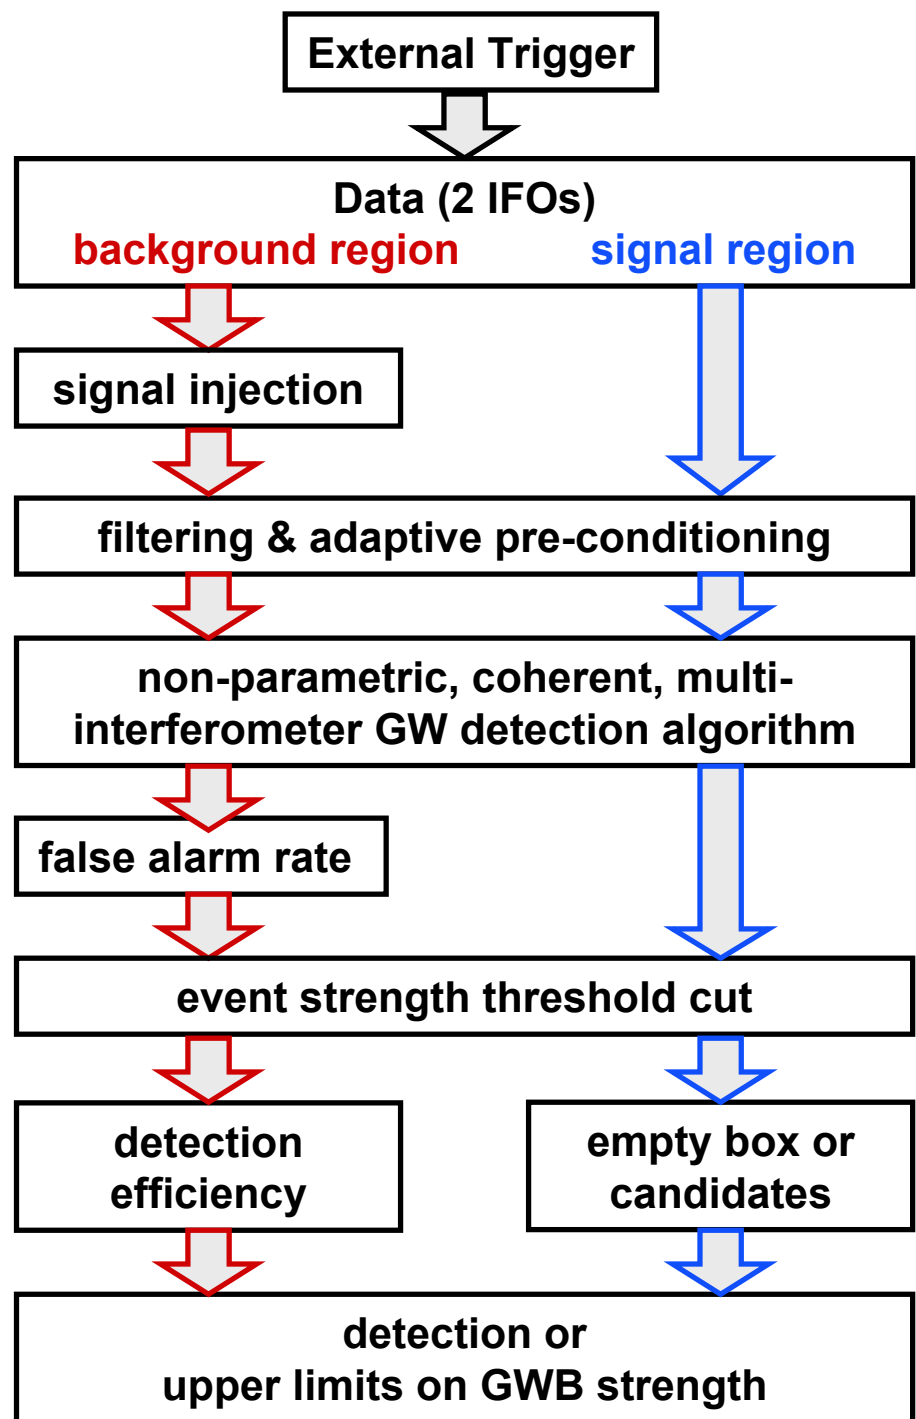 External Trigger
Data (2 IFOs)
background region
signal region
signal injection
filtering & adaptive pre-conditioning
non-parametric, coherent, multi-
interferometer GW detection algorithm
false alarm rate
event strength threshold cut
detection
efficiency
empty box or
candidates
detection or
upper limits on GWB strength